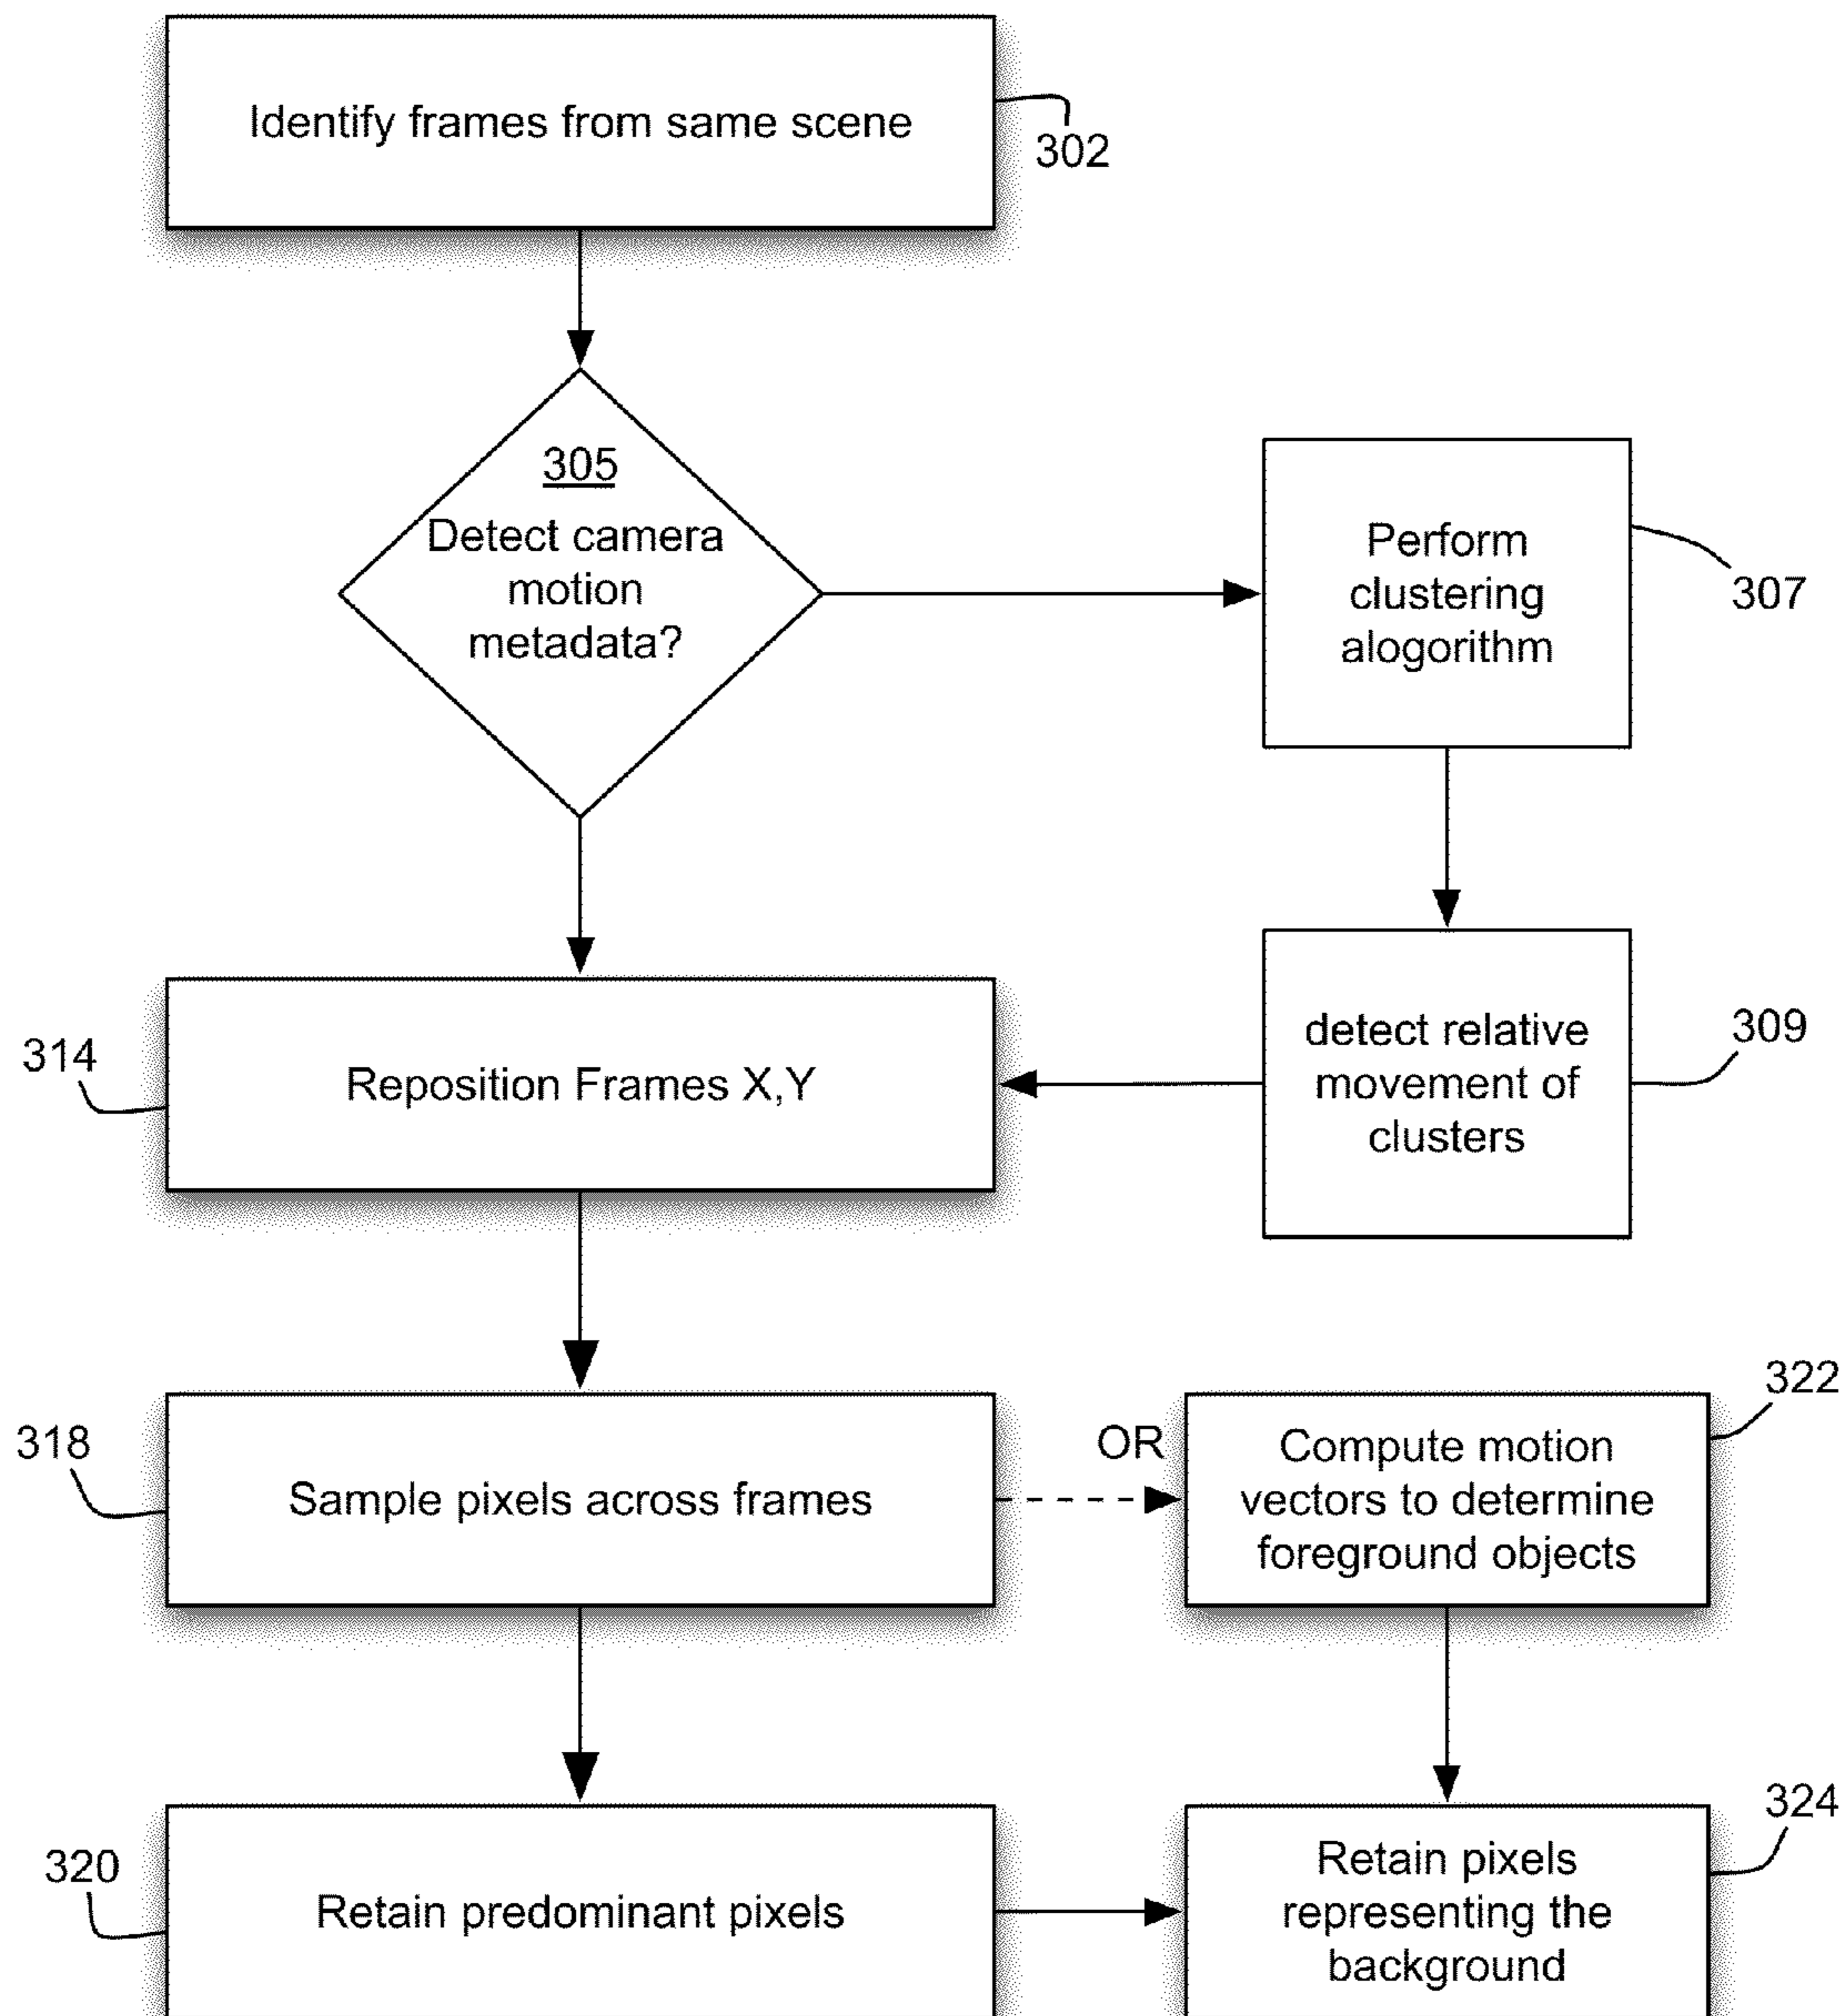 Identify frames from same scene
302
305
Detect camera
motion
metadata?
Perform
clustering
alogorithm
307
detect relative
movement of
clusters
309
314
Reposition Frames X,Y
318
Sample pixels across frames
OR
Compute motion
vectors to determine
foreground objects
322
320
Retain predominant pixels
Retain pixels
representing the
background
324